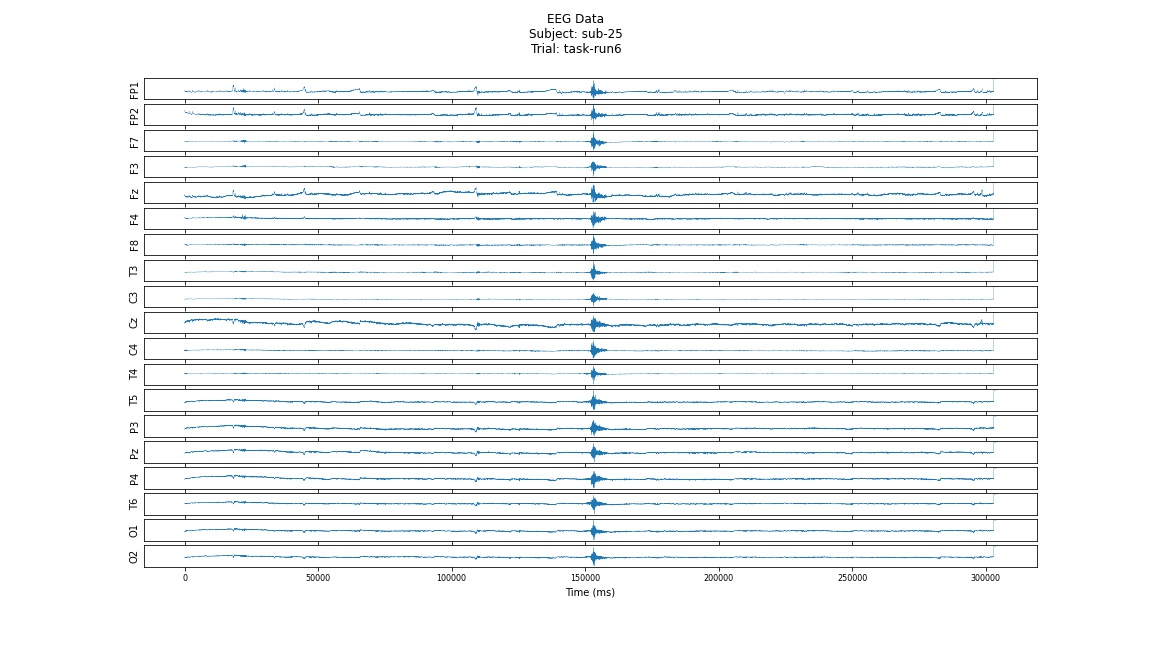 EEG Data
Subject: sub-25
Trial: task-run6
FP1
FP2
F7
F3
Fz
F4
F8
T3
C3
Cz
C4
T4
T5
P3
Pz
P4
T6
O1
O2
0 50000 100000 150000 200000 250000 300000
Time (ms)